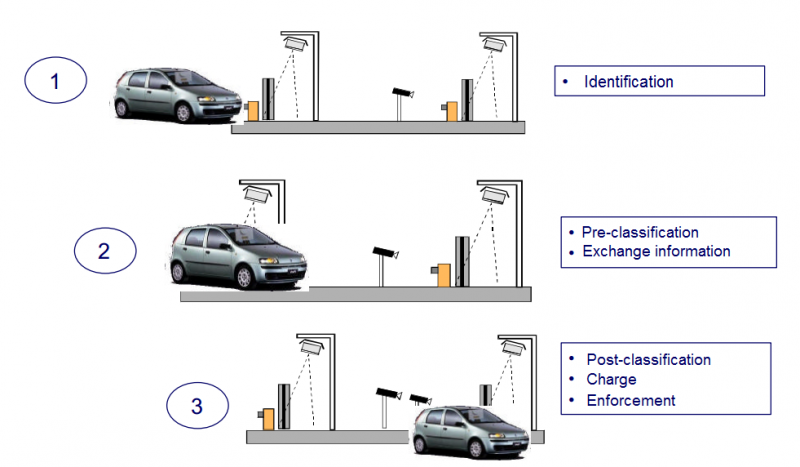 1
• Identification
2
• Pre-classification
• Exchange information
3
• Post-classification
• Charge
• Enforcement